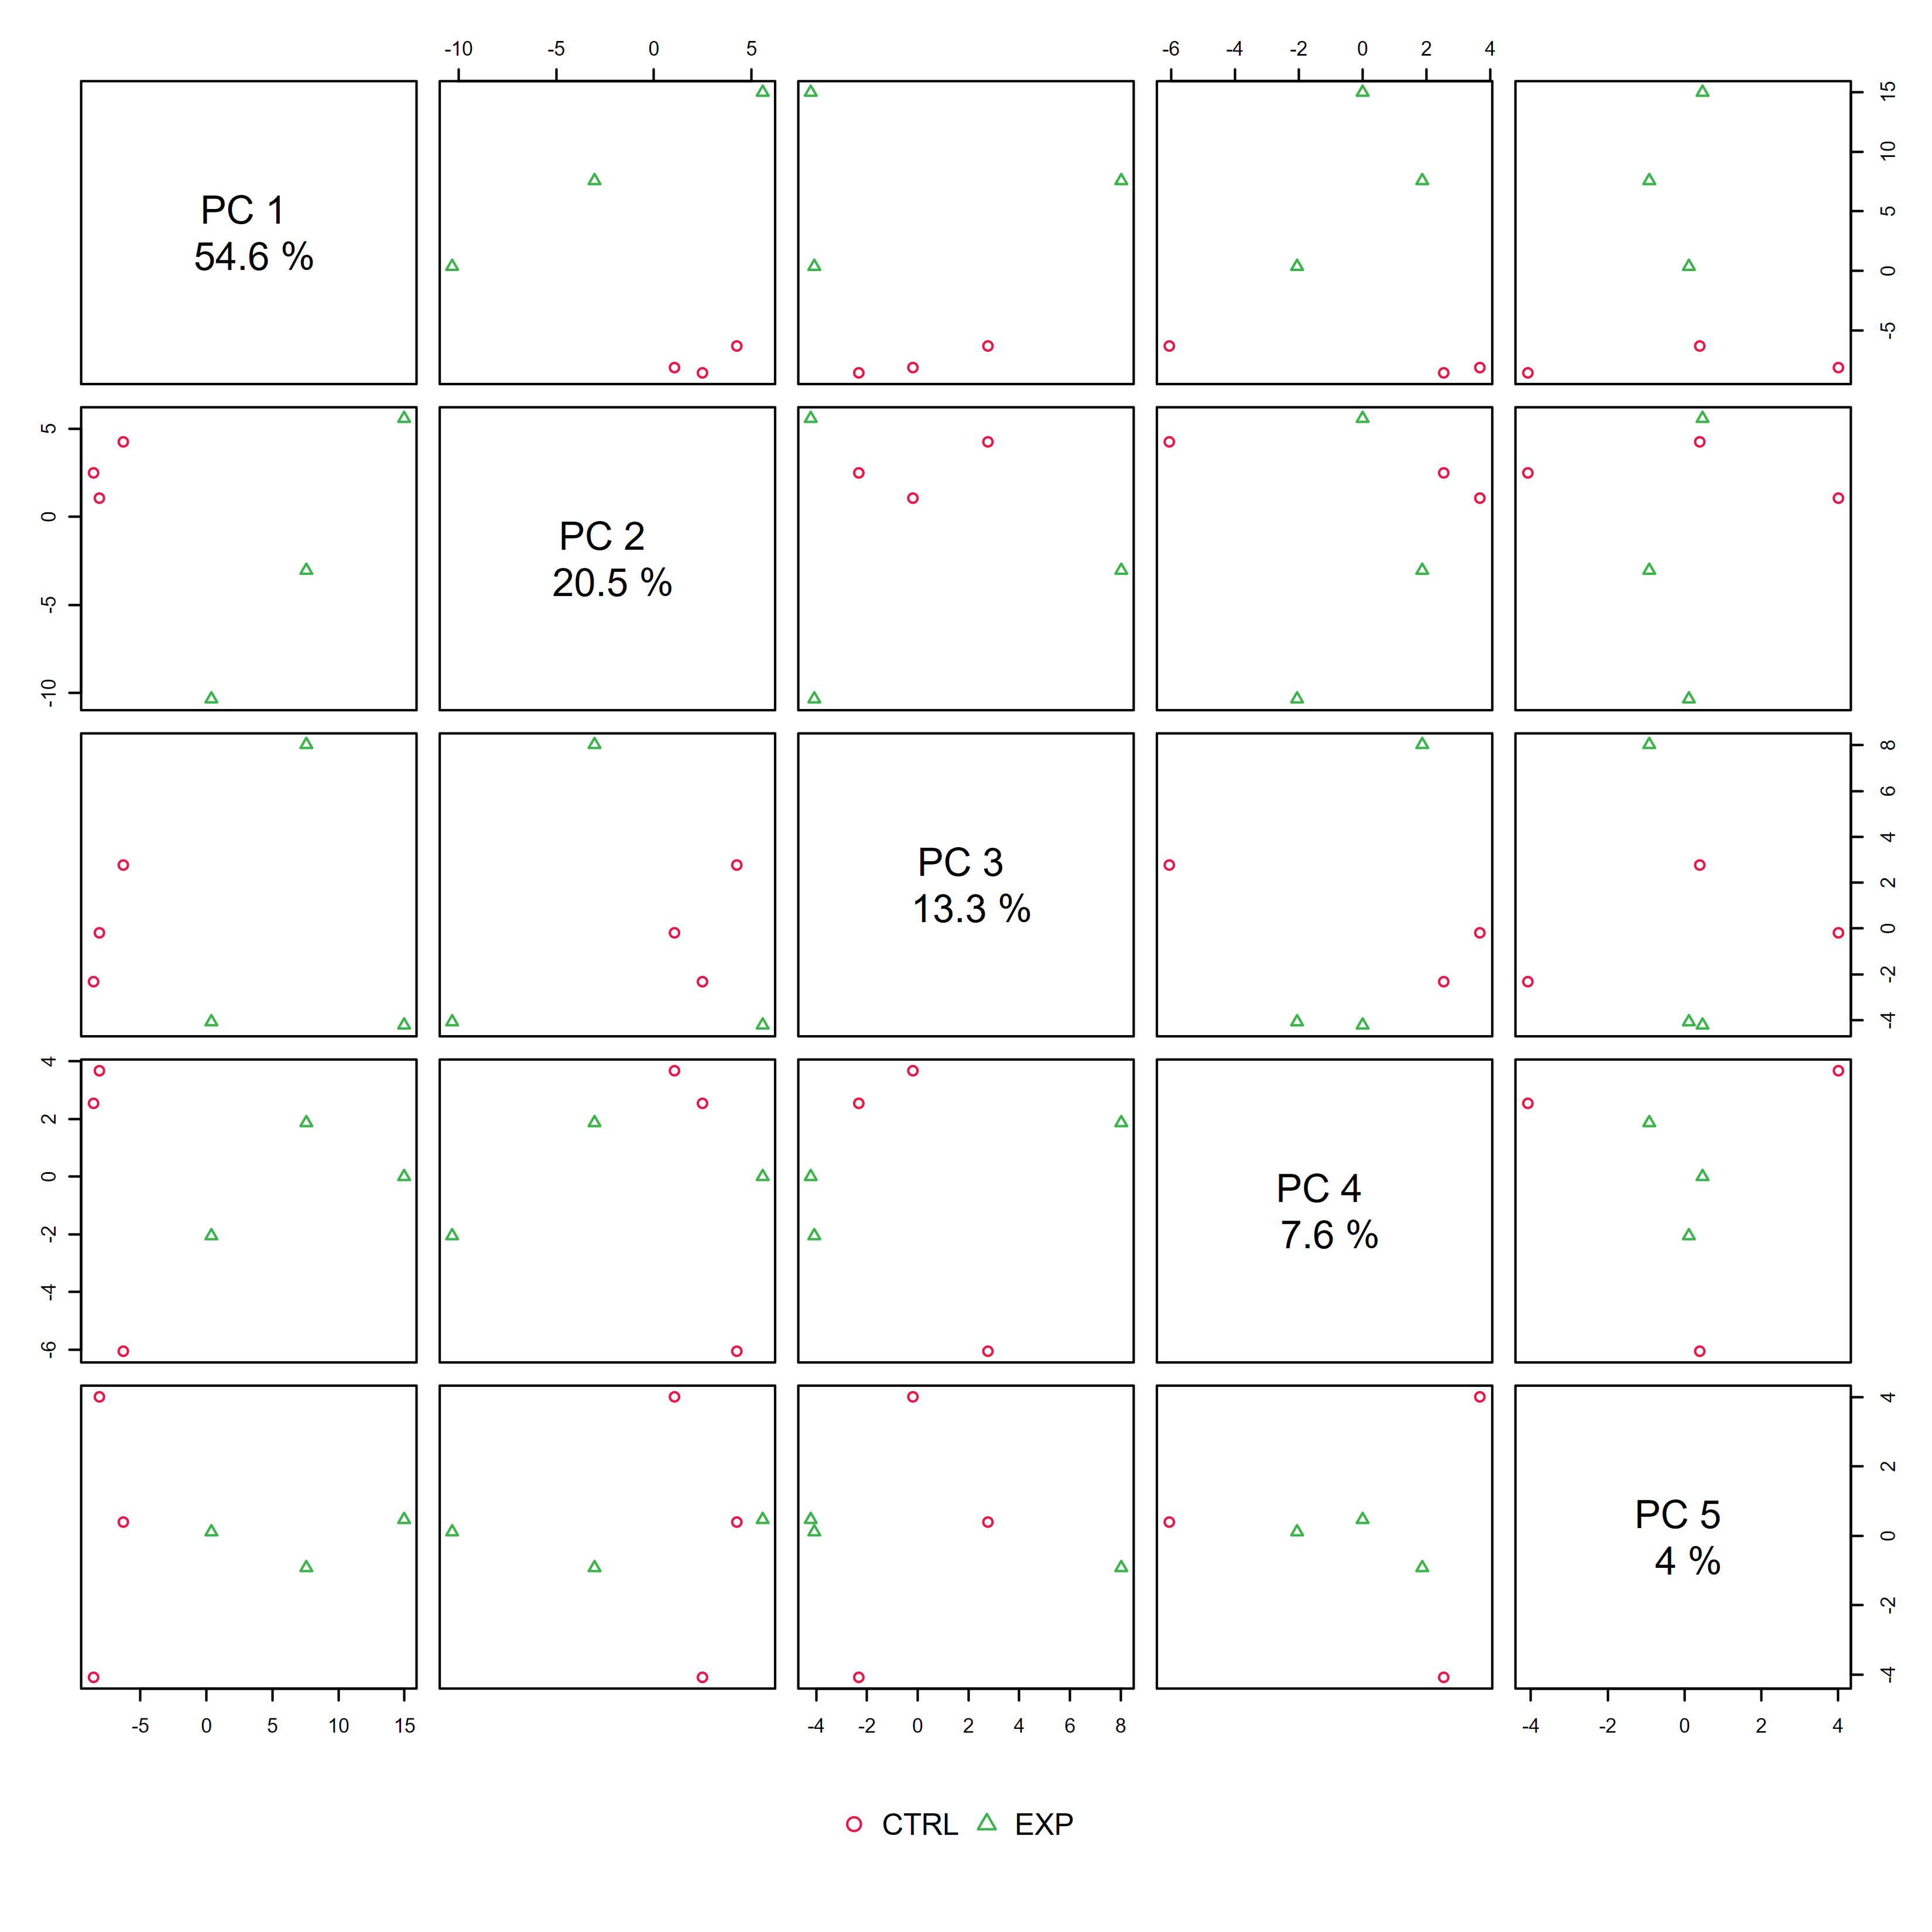 -10 -5 0 5 -6 -4 -2 0 2 4
PC 1
54.6 %
-5 0 5 10 15
PC 2
20.5 %
-10 -5 0 5
PC 3
13.3 %
-4 -2 0 2 4 6 8
PC 4
7.6 %
-6 -4 -2 0 2 4
PC 5
4 %
-4 -2 0 2 4
-5 0 5 10 15 -4 -2 0 2 4 6 8 -4 -2 0 2 4
CTRL EXP